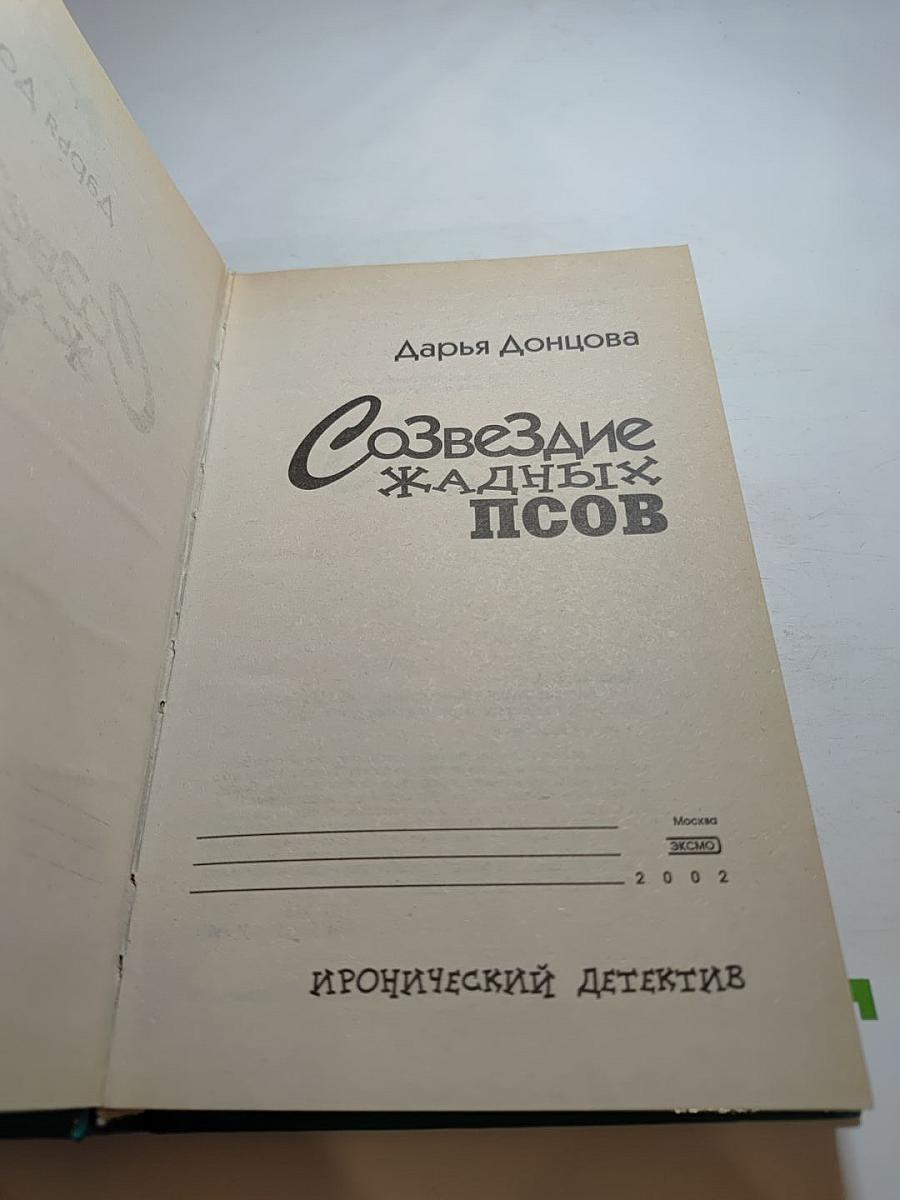 Дарья Донцова
Созвездие
жадных
псов
Москва
ЭКСМО
2002
ИРОНИЧЕСКИЙ ДЕТЕКТИВ